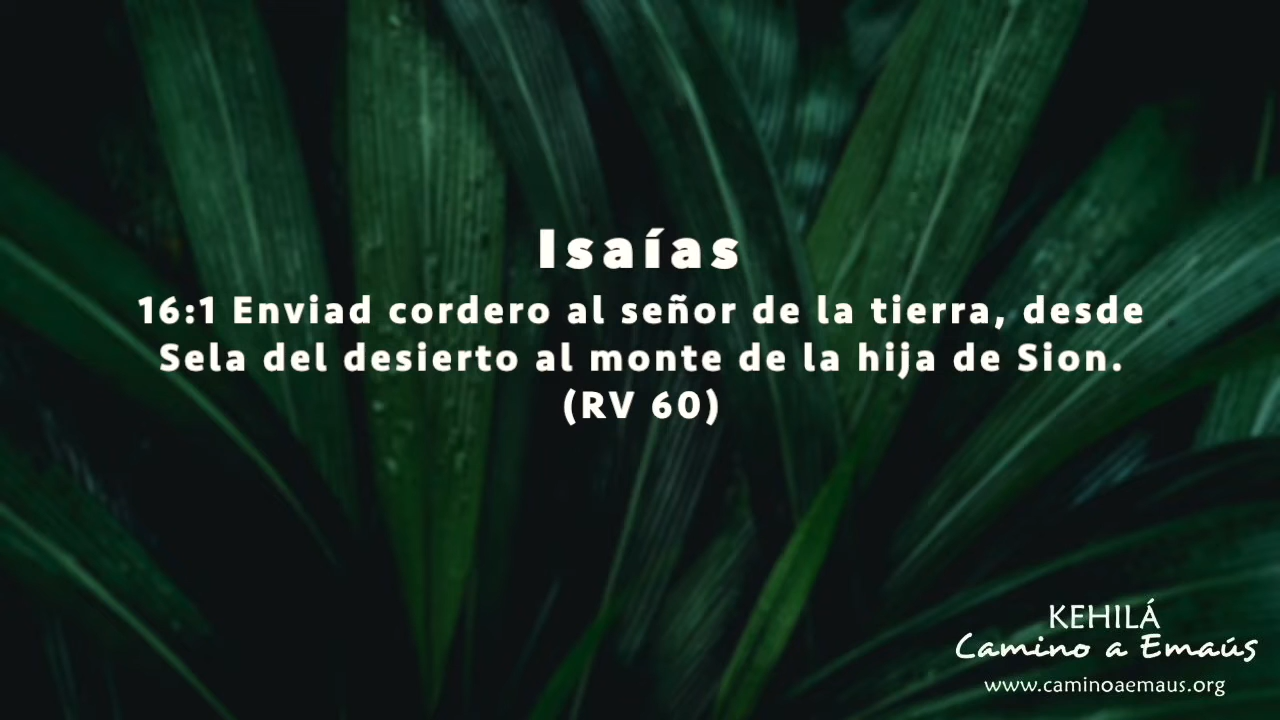 Isaías
16:1 Enviad cordero al señor de la tierra, desde
Sela del desierto al monte de la hija de Sion.
(RV 60)
KEHILÁ
Camino a Emaús
www.caminoaemaus.org